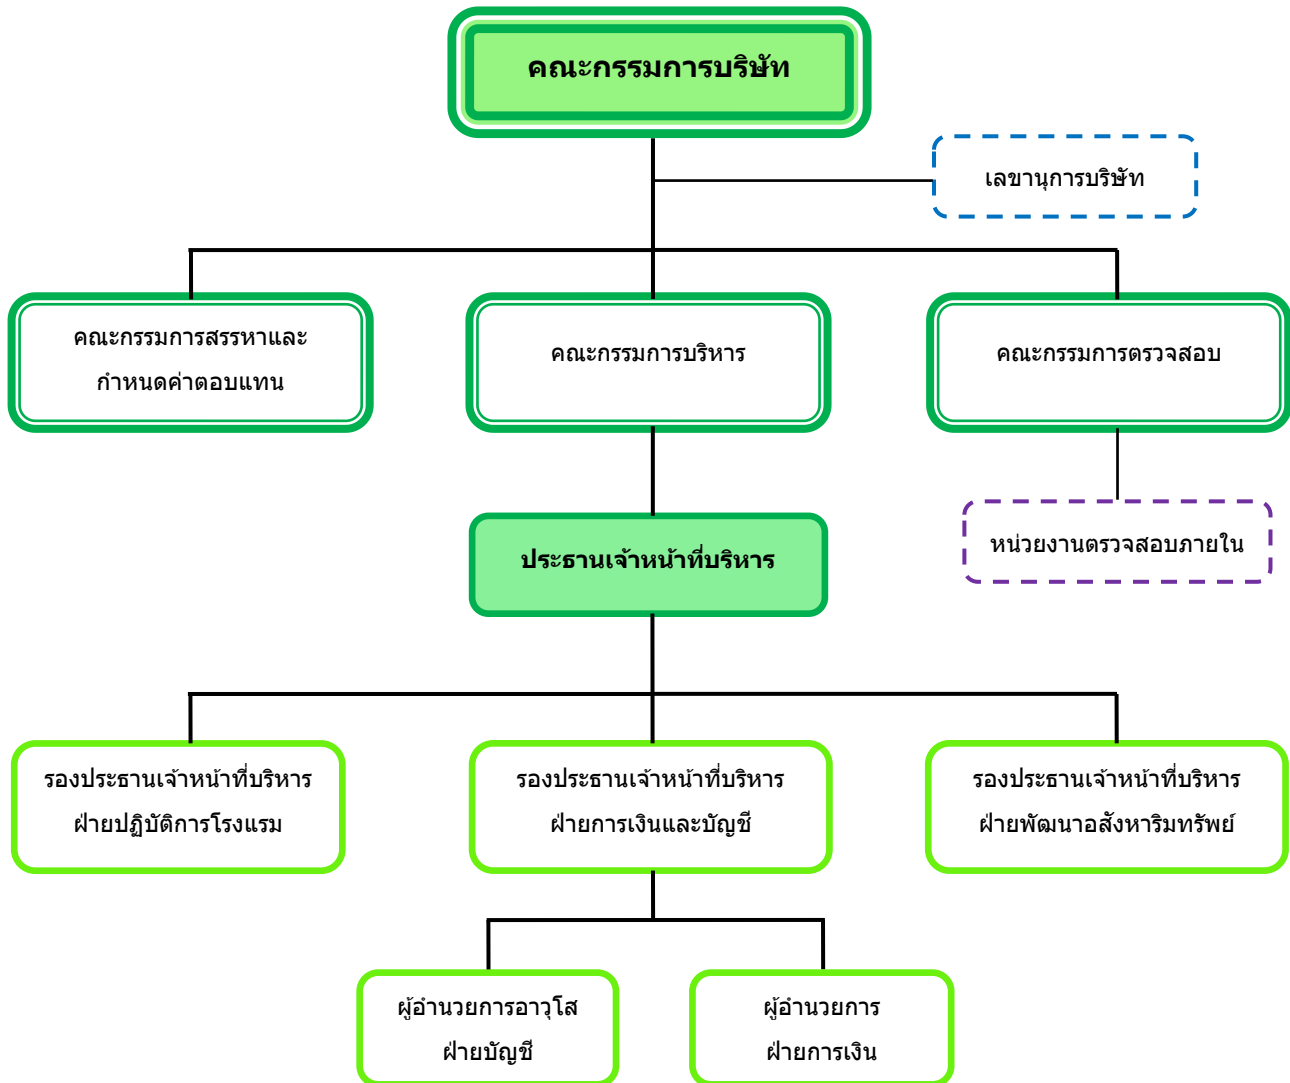 คณะกรรมการบริษัท
เลขานุการบริษัท
คณะกรรมการสรรหาและ
กำหนดค่าตอบแทน
คณะกรรมการบริหาร
คณะกรรมการตรวจสอบ
ประธานเจ้าหน้าที่บริหาร
หน่วยงานตรวจสอบภายใน
รองประธานเจ้าหน้าที่บริหาร
ฝ่ายปฏิบัติการโรงแรม
รองประธานเจ้าหน้าที่บริหาร
ฝ่ายการเงินและบัญชี
รองประธานเจ้าหน้าที่บริหาร
ฝ่ายพัฒนาอสังหาริมทรัพย์
ผู้อำนวยการอาวุโส
ฝ่ายบัญชี
ผู้อำนวยการ
ฝ่ายการเงิน